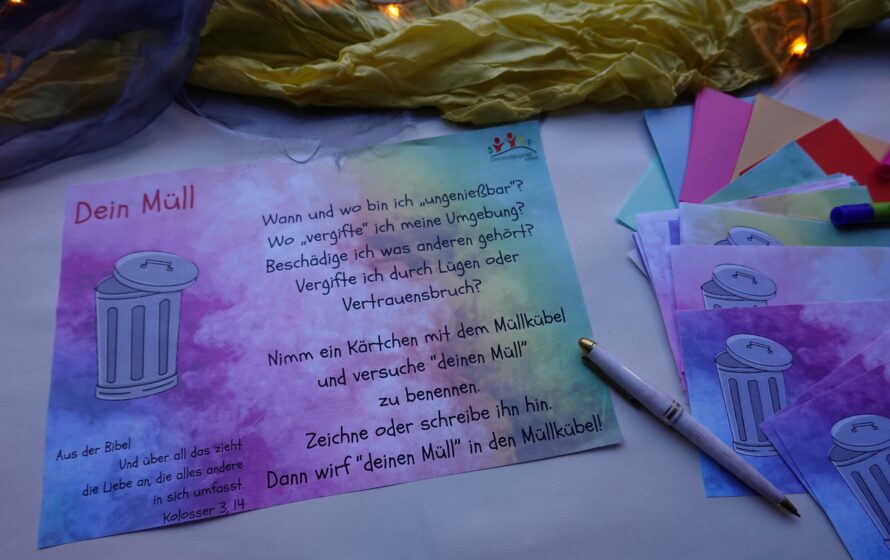 Dein Müll
Wann und wo bin ich „ungenießbar"?
Wo „vergifte" ich meine Umgebung?
Beschädige ich was anderen gehört?
Vergifte ich durch Lügen oder
Vertrauensbruch?
Nimm ein Kärtchen mit dem Müllkübel
und versuche "deinen Müll"
zu benennen.
Zeichne oder schreibe ihn hin.
Dann wirf "deinen Müll" in den Müllkübel!
Aus der Bibel
Und über all das zieht
die Liebe an, die alles andere
in sich umfasst.
Kolosser 3, 14